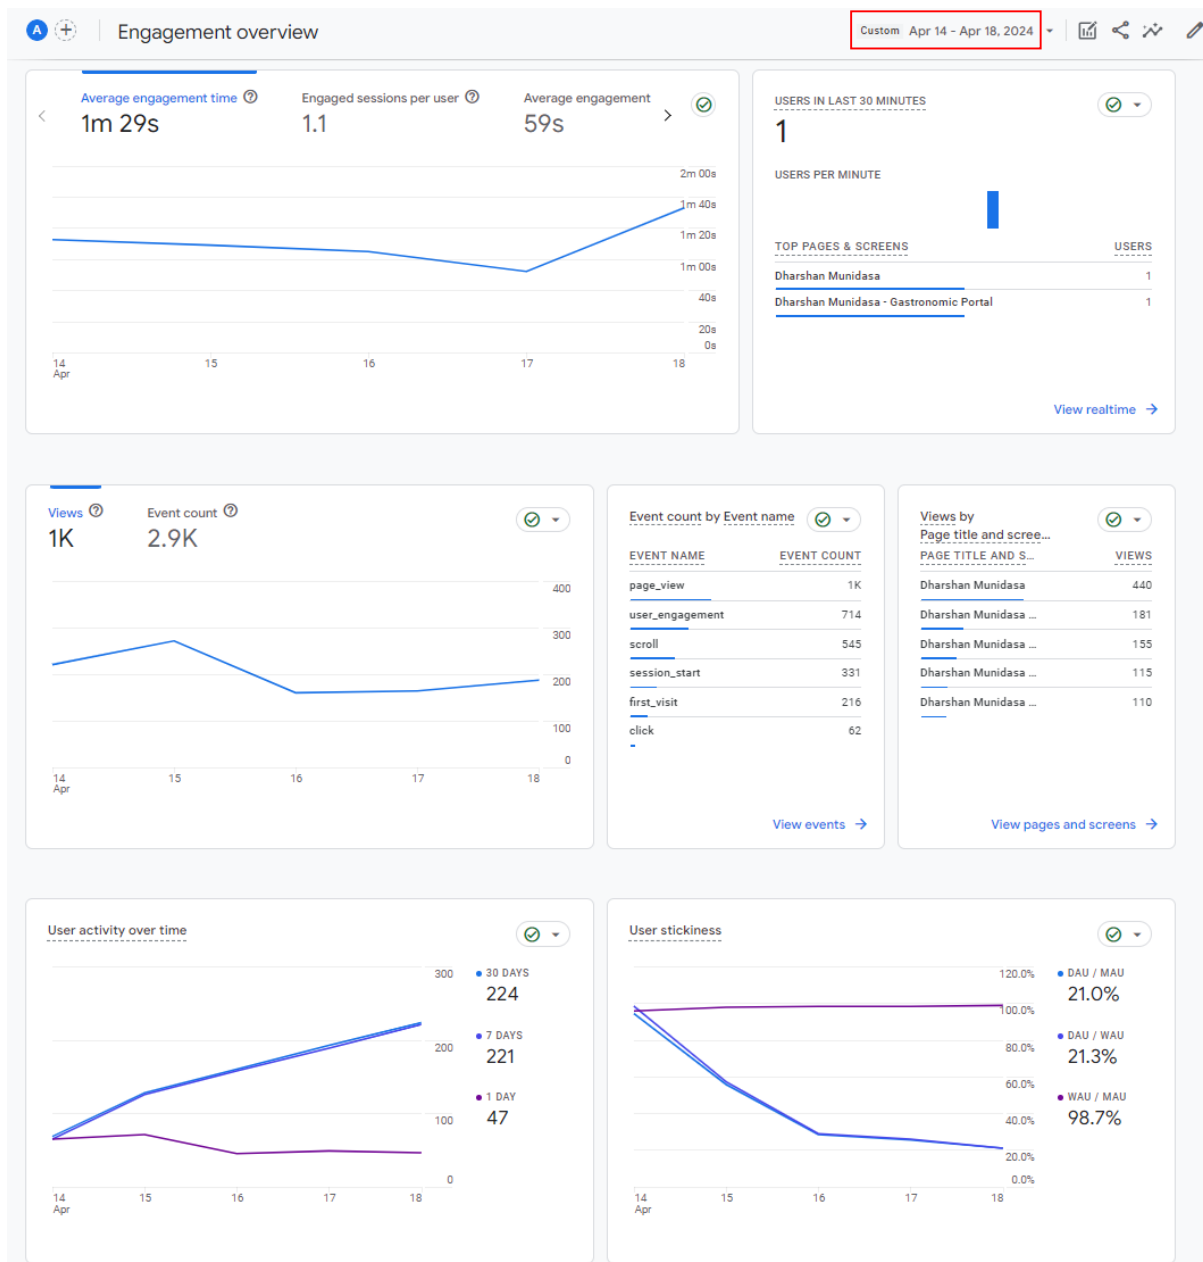 A
Engagement overview
Custom Apr 14 - Apr 18, 2024
Average engagement time
1m 29s
Engaged sessions per user
1.1
Average engagement
59s
2m 00s
1m 40s
1m 20s
1m 00s
40s
20s
0s
14
Apr
15
16
17
18
USERS IN LAST 30 MINUTES
1
USERS PER MINUTE
TOP PAGES & SCREENS USERS
Dharshan Munidasa 1
Dharshan Munidasa - Gastronomic Portal 1
View realtime
Views
1K
Event count
2.9K
400
300
200
100
0
14
Apr
15
16
17
18
Event count by Event name
EVENT NAME EVENT COUNT
page_view 1K
user_engagement 714
scroll 545
session_start 331
first_visit 216
click 62
View events
Views by
Page title and scree...
PAGE TITLE AND S... VIEWS
Dharshan Munidasa 440
Dharshan Munidasa ... 181
Dharshan Munidasa ... 155
Dharshan Munidasa ... 115
Dharshan Munidasa ... 110
View pages and screens
User activity over time
300
200
100
0
14
Apr
15
16
17
18
30 DAYS
224
7 DAYS
221
1 DAY
47
User stickiness
120.0%
100.0%
80.0%
60.0%
40.0%
20.0%
0.0%
14
Apr
15
16
17
18
DAU / MAU
21.0%
DAU / WAU
21.3%
WAU / MAU
98.7%